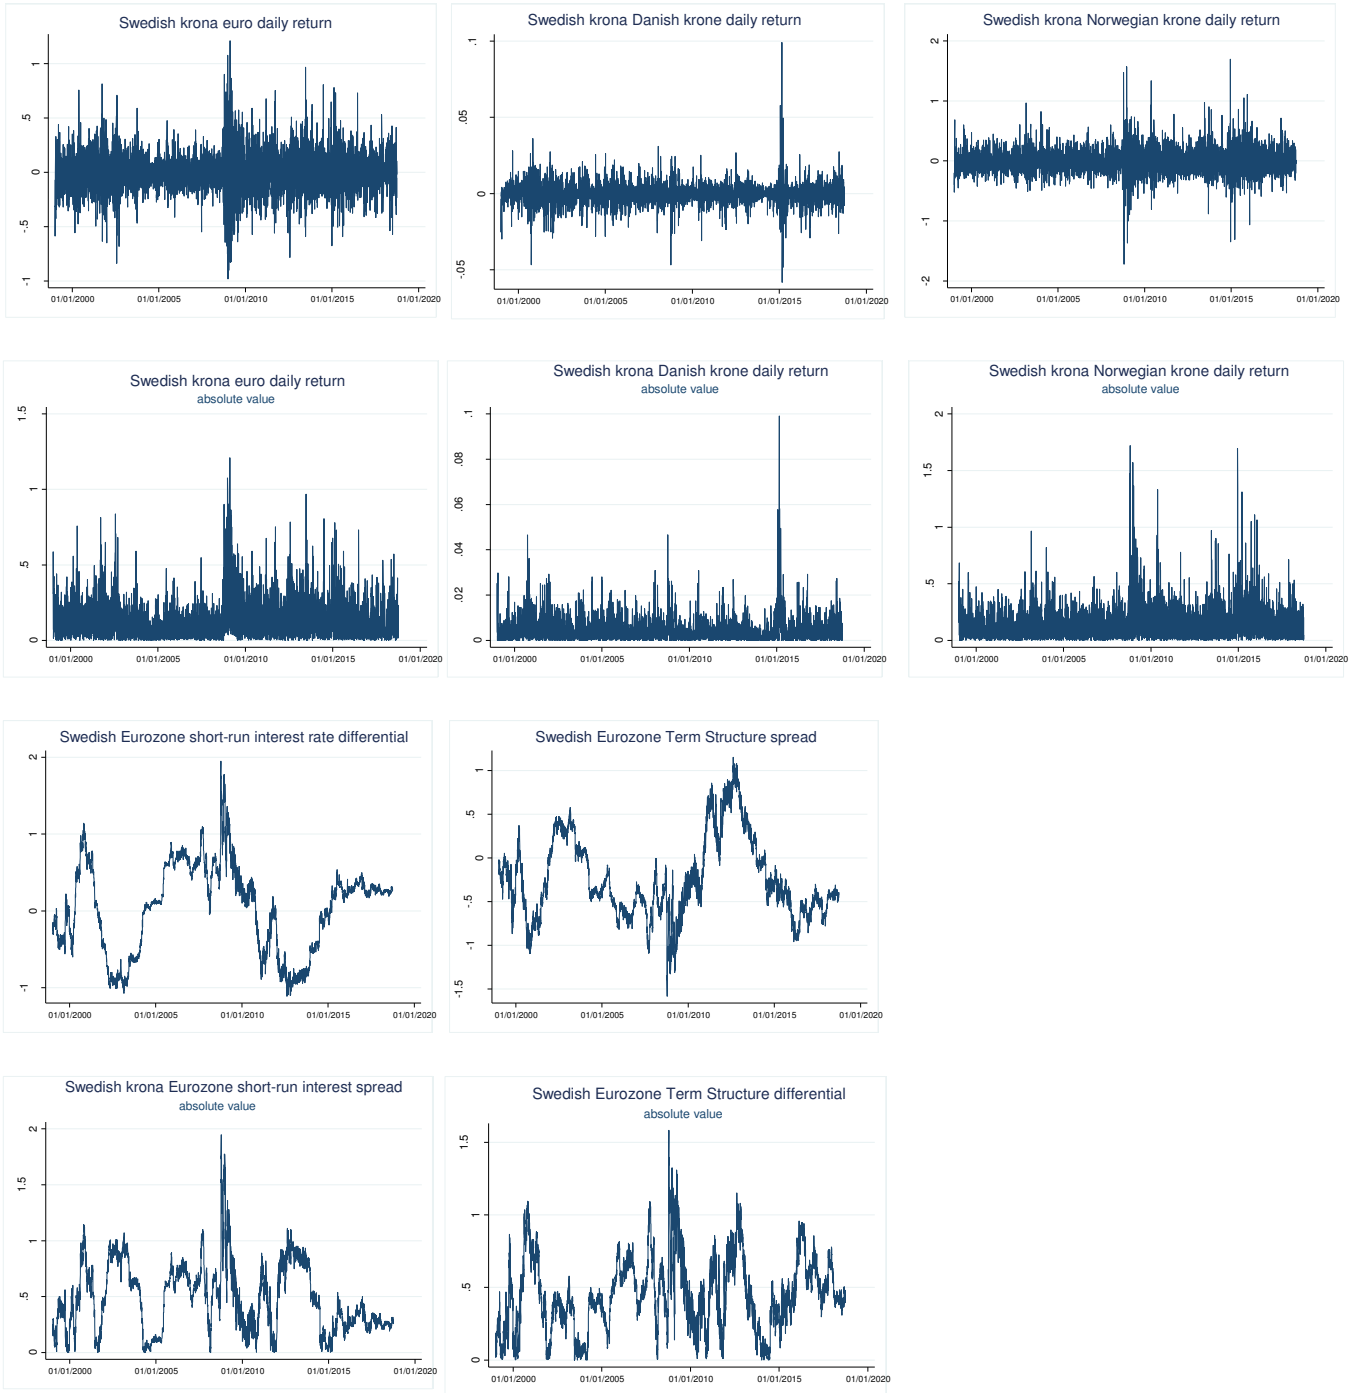 Swedish krona euro daily return
1
.5
0
-.5
-1
01/01/2000 01/01/2005 01/01/2010 01/01/2015 01/01/2020
Swedish krona Danish krone daily return
.1
.05
0
-.05
01/01/2000 01/01/2005 01/01/2010 01/01/2015 01/01/2020
Swedish krona Norwegian krone daily return
2
1
0
-1
-2
01/01/2000 01/01/2005 01/01/2010 01/01/2015 01/01/2020
Swedish krona euro daily return
absolute value
1.5
1
.5
0
01/01/2000 01/01/2005 01/01/2010 01/01/2015 01/01/2020
Swedish krona Danish krone daily return
absolute value
.1
.08
.06
.04
.02
0
01/01/2000 01/01/2005 01/01/2010 01/01/2015 01/01/2020
Swedish krona Norwegian krone daily return
absolute value
2
1.5
1
.5
0
01/01/2000 01/01/2005 01/01/2010 01/01/2015 01/01/2020
Swedish Eurozone short-run interest rate differential
2
1
0
-1
01/01/2000 01/01/2005 01/01/2010 01/01/2015 01/01/2020
Swedish Eurozone Term Structure spread
1
.5
0
-.5
-1
-1.5
01/01/2000 01/01/2005 01/01/2010 01/01/2015 01/01/2020
Swedish krona Eurozone short-run interest spread
absolute value
2
1.5
1
.5
0
01/01/2000 01/01/2005 01/01/2010 01/01/2015 01/01/2020
Swedish Eurozone Term Structure differential
absolute value
1.5
1
.5
0
01/01/2000 01/01/2005 01/01/2010 01/01/2015 01/01/2020